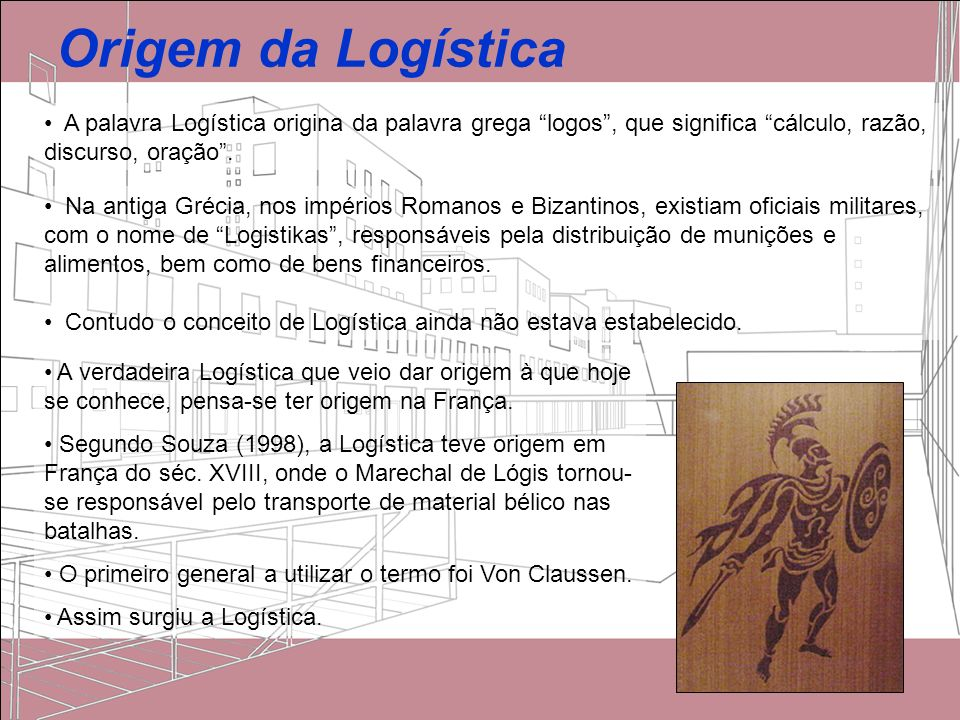 Origem da Logística
• A palavra Logística origina da palavra grega “logos”, que significa “cálculo, razão,
discurso, oração”.
• Na antiga Grécia, nos impérios Romanos e Bizantinos, existiam oficiais militares,
com o nome de “Logistikas”, responsáveis pela distribuição de munições e
alimentos, bem como de bens financeiros.
• Contudo o conceito de Logística ainda não estava estabelecido.
• A verdadeira Logística que veio dar origem à que hoje
se conhece, pensa-se ter origem na França.
• Segundo Souza (1998), a Logística teve origem em
França do séc. XVIII, onde o Marechal de Lógis tornou-
se responsável pelo transporte de material bélico nas
batalhas.
• O primeiro general a utilizar o termo foi Von Claussen.
• Assim surgiu a Logística.